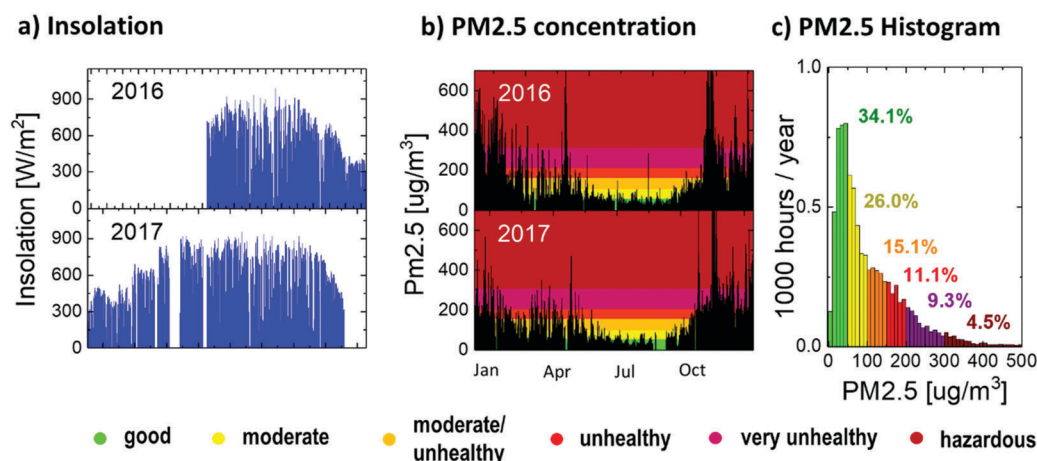 a) Insolation
b) PM2.5 concentration
c) PM2.5 Histogram
Insolation [W/m²]
900
600
300
0
2016
900
600
300
0
2017
Pm2.5 [ug/m³]
600
400
200
0
2016
600
400
200
0
2017
Jan Apr Jul Oct
1000 hours / year
1.0
0.5
0.0
34.1%
26.0%
15.1%
11.1%
9.3%
4.5%
0 100 200 300 400 500
PM2.5 [ug/m³]
good
moderate
moderate/
unhealthy
unhealthy
very unhealthy
hazardous